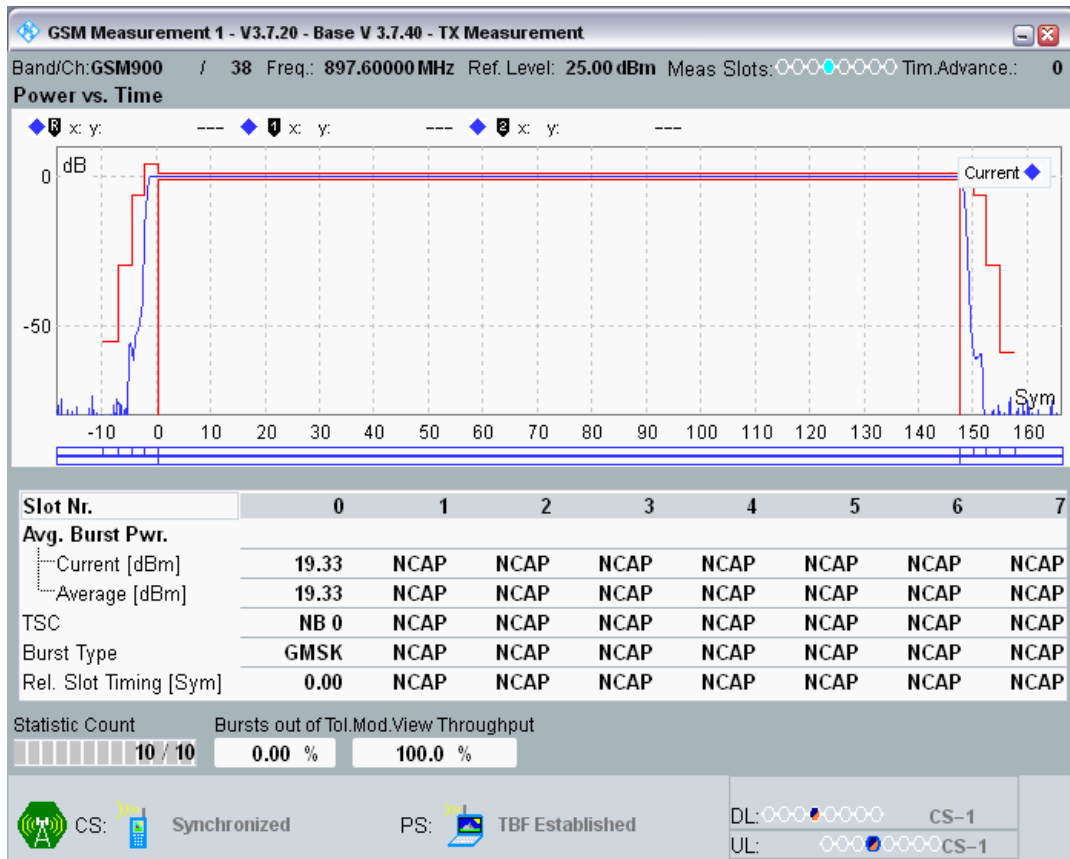 GSM Measurement 1 - V3.7.20 - Base V 3.7.40 - TX Measurement
Band/Ch:GSM900 / 38 Freq.: 897.60000 MHz Ref. Level: 25.00 dBm Meas Slots: Tim.Advance.: 0
Power vs. Time
R x: y: --- 1 x: y: --- 2 x: y: ---
dB
Current
0
-50
Sym
-10 0 10 20 30 40 50 60 70 80 90 100 110 120 130 140 150 160
Slot Nr. 0 1 2 3 4 5 6 7
Avg. Burst Pwr.
Current [dBm] 19.33 NCAP NCAP NCAP NCAP NCAP NCAP NCAP
Average [dBm] 19.33 NCAP NCAP NCAP NCAP NCAP NCAP NCAP
TSC NB 0 NCAP NCAP NCAP NCAP NCAP NCAP NCAP
Burst Type GMSK NCAP NCAP NCAP NCAP NCAP NCAP NCAP
Rel. Slot Timing [Sym] 0.00 NCAP NCAP NCAP NCAP NCAP NCAP NCAP
Statistic Count Bursts out of Tol.Mod.View Throughput
10 / 10 0.00 % 100.0 %
CS: Synchronized PS: TBF Established
DL: CS-1
UL: CS-1